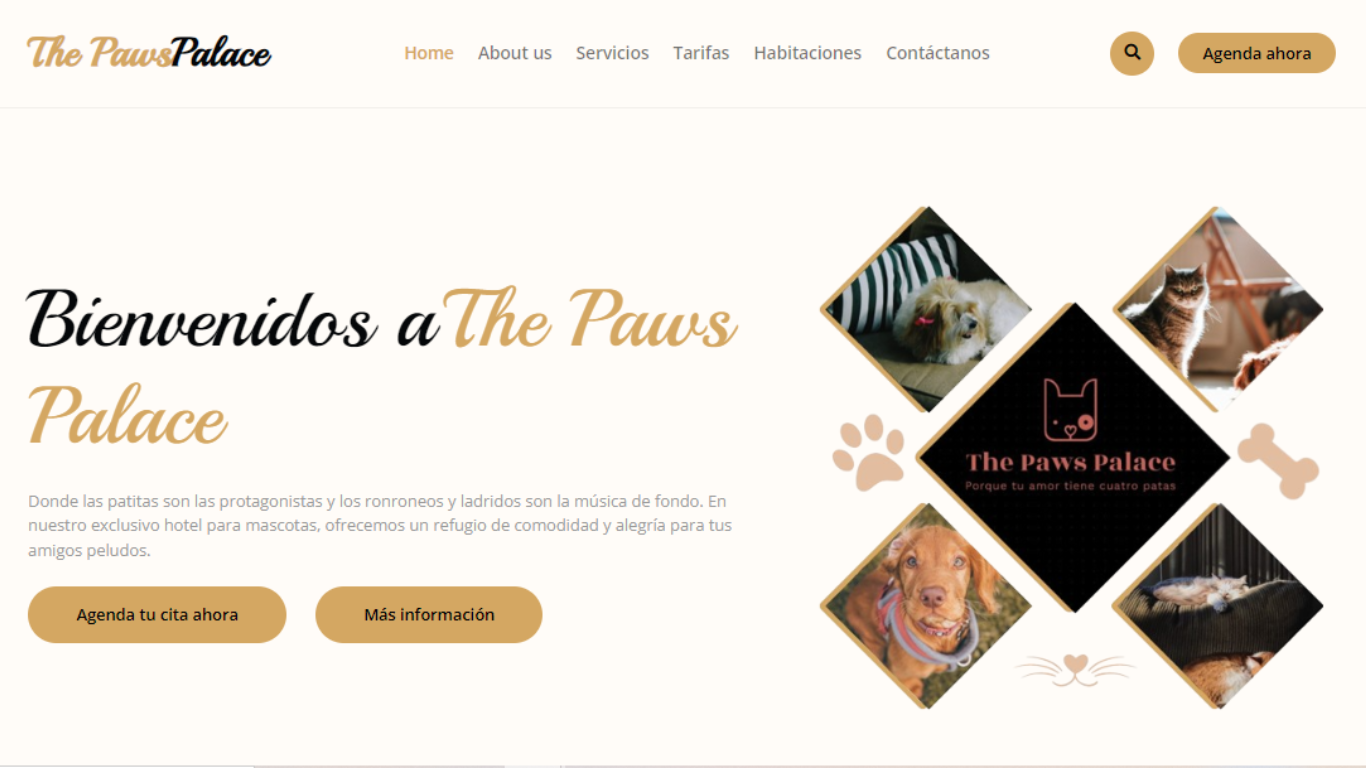 The PawsPalace
Home About us Servicios Tarifas Habitaciones Contáctanos
Agenda ahora
Bienvenidos a The Paws
Palace
Donde las patitas son las protagonistas y los ronroneos y ladridos son la música de fondo. En
nuestro exclusivo hotel para mascotas, ofrecemos un refugio de comodidad y alegría para tus
amigos peludos.
Agenda tu cita ahora
Más información
The Paws Palace
Porque tu amor tiene cuatro patas